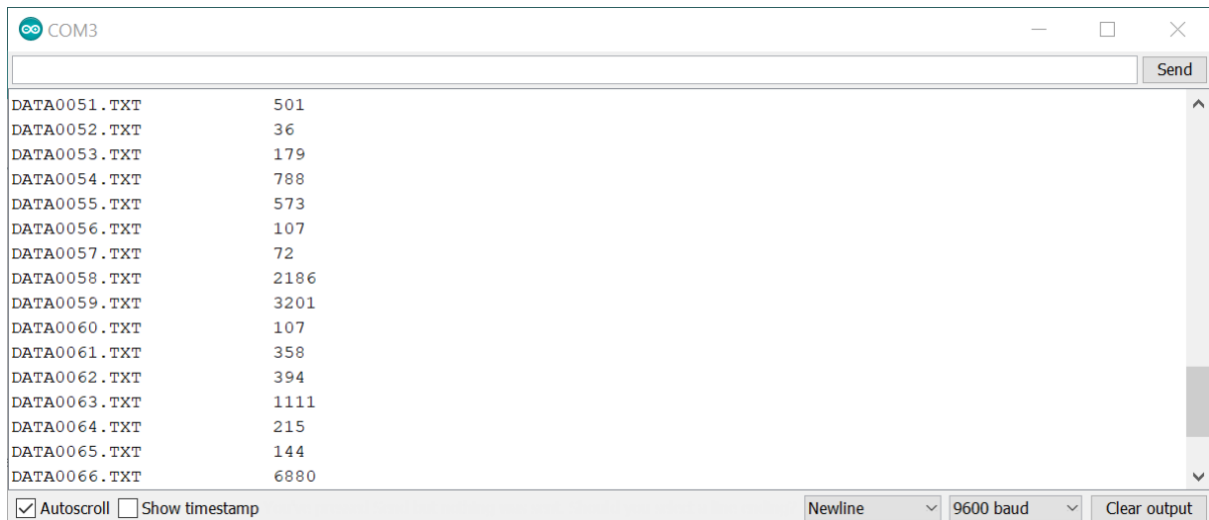 COM3
Send
DATA0051.TXT 501
DATA0052.TXT 36
DATA0053.TXT 179
DATA0054.TXT 788
DATA0055.TXT 573
DATA0056.TXT 107
DATA0057.TXT 72
DATA0058.TXT 2186
DATA0059.TXT 3201
DATA0060.TXT 107
DATA0061.TXT 358
DATA0062.TXT 394
DATA0063.TXT 1111
DATA0064.TXT 215
DATA0065.TXT 144
DATA0066.TXT 6880
Autoscroll Show timestamp Newline 9600 baud Clear output